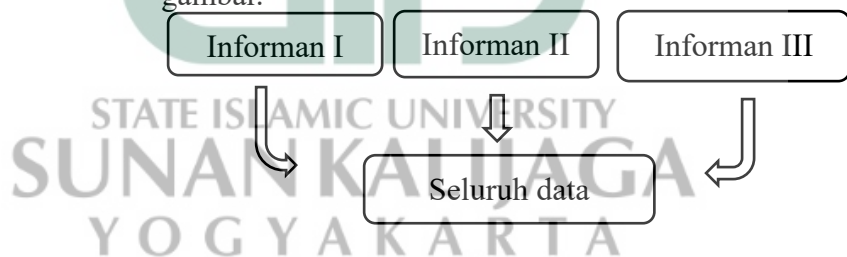 gambar.
Informan I
Informan II
Informan III
STATE ISLAMIC UNIVERSITY
SUNAN KALIJAGA
Seluruh data
YOGYAKARTA